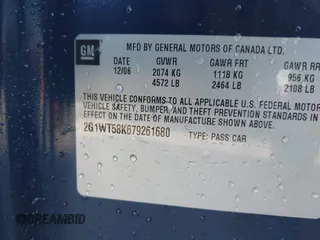 GM
MFD BY GENERAL MOTORS OF CANADA LTD.
DATE GVWR GAWR FRT GAWR RR
12/06 2074 KG 1118 KG 956 KG
4572 LB 2464 LB 2108 LB
THIS VEHICLE CONFORMS TO ALL APPLICABLE U.S. FEDERAL MOTOR
VEHICLE SAFETY, BUMPER, AND THEFT PREVENTION STANDARDS
IN EFFECT ON THE DATE OF MANUFACTURE SHOWN ABOVE.
2G1WT58K679261680 TYPE: PASS CAR
DREAMBID